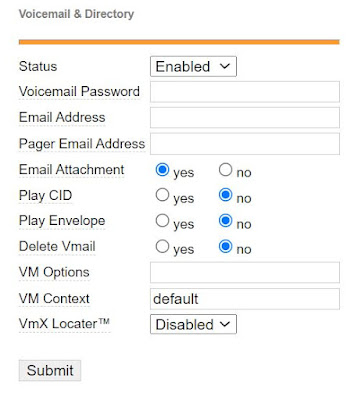 Voicemail & Directory
Status Enabled
Voicemail Password
Email Address
Pager Email Address
Email Attachment yes no
Play CID yes no
Play Envelope yes no
Delete Vmail yes no
VM Options
VM Context default
VmX Locater™ Disabled
Submit